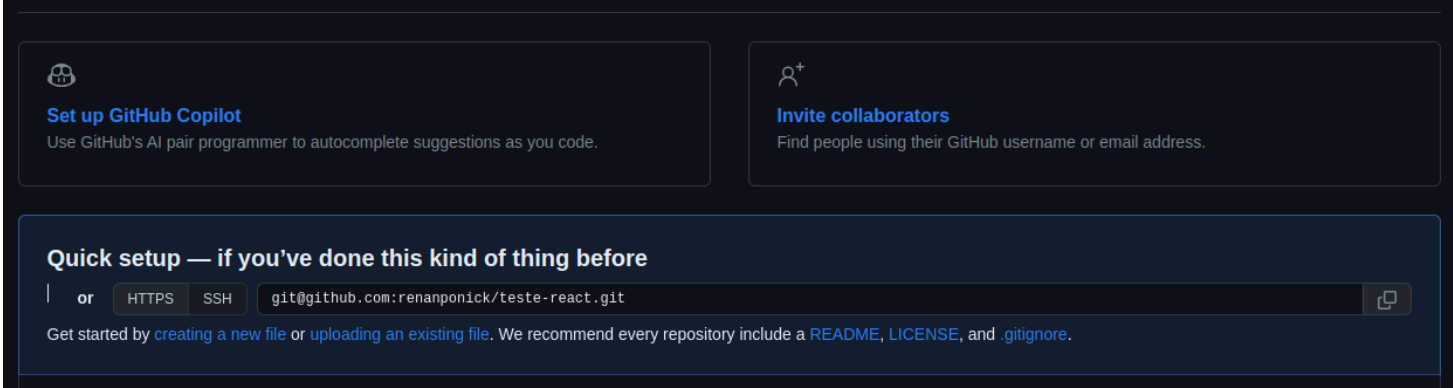 Set up GitHub Copilot
Use GitHub's AI pair programmer to autocomplete suggestions as you code.
Invite collaborators
Find people using their GitHub username or email address.
Quick setup — if you’ve done this kind of thing before
or HTTPS SSH git@github.com:renanponick/teste-react.git
Get started by creating a new file or uploading an existing file. We recommend every repository include a README, LICENSE, and .gitignore.